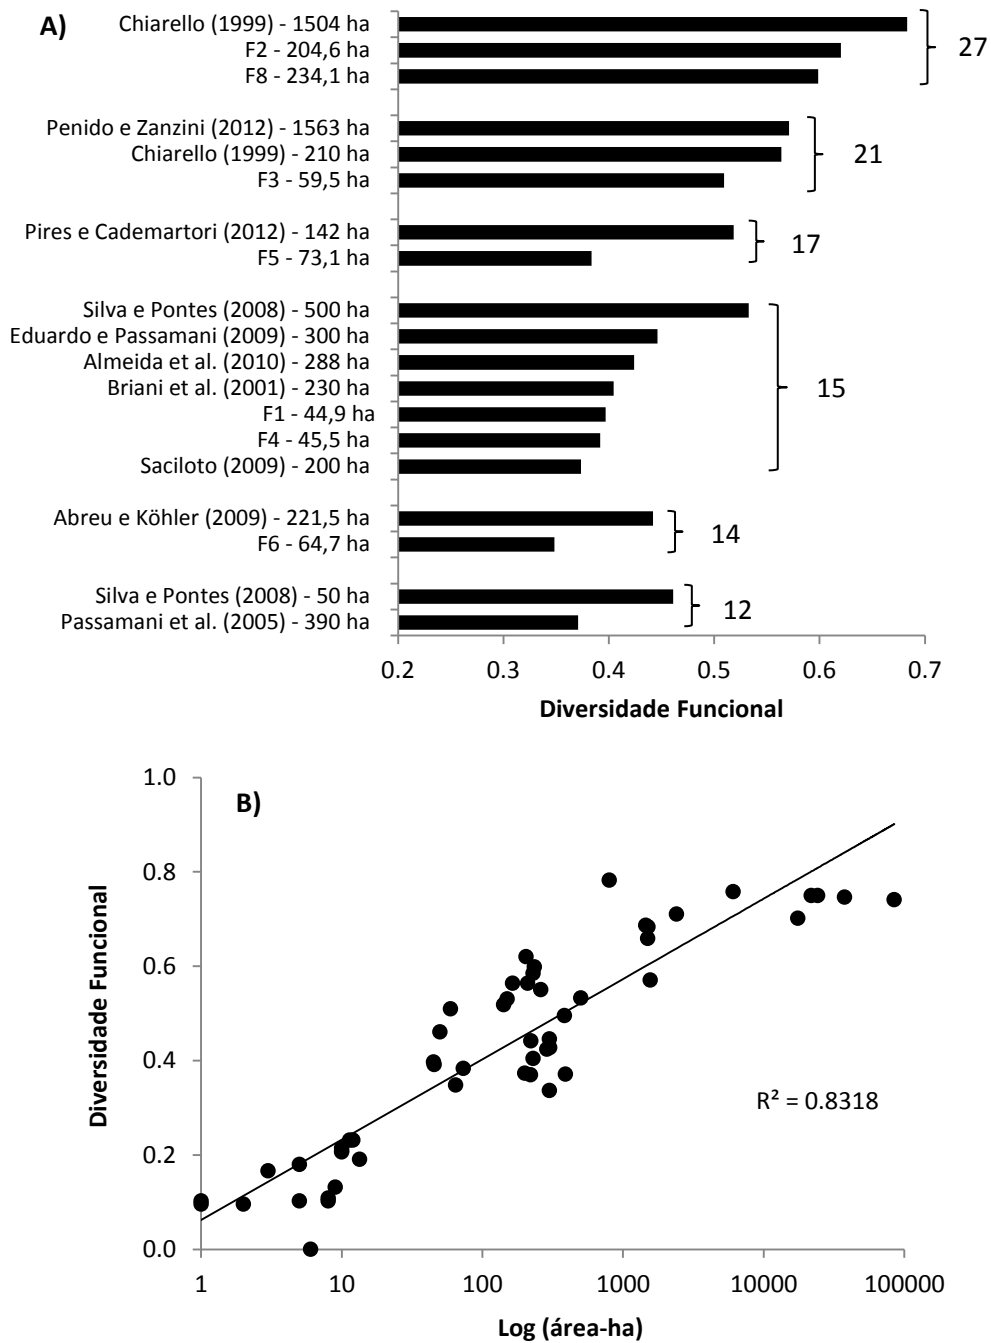 A)
Chiarello (1999) - 1504 ha
F2 - 204,6 ha
F8 - 234,1 ha
27
Penido e Zanzini (2012) - 1563 ha
Chiarello (1999) - 210 ha
F3 - 59,5 ha
21
Pires e Cademartori (2012) - 142 ha
F5 - 73,1 ha
17
Silva e Pontes (2008) - 500 ha
Eduardo e Passamani (2009) - 300 ha
Almeida et al. (2010) - 288 ha
Briani et al. (2001) - 230 ha
F1 - 44,9 ha
F4 - 45,5 ha
Saciloto (2009) - 200 ha
15
Abreu e Köhler (2009) - 221,5 ha
F6 - 64,7 ha
14
Silva e Pontes (2008) - 50 ha
Passamani et al. (2005) - 390 ha
12
0.2 0.3 0.4 0.5 0.6 0.7
Diversidade Funcional
B)
Diversidade Funcional
1.0
0.8
0.6
0.4
0.2
0.0
R² = 0.8318
1 10 100 1000 10000 100000
Log (área-ha)